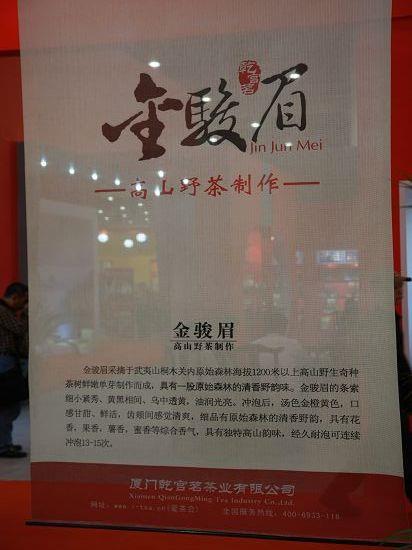 金駿眉
乾宫茗
Jin Jun Mei
高山野茶制作
金骏眉
高山野茶制作
金骏眉采摘于武夷山桐木关内原始森林海拔1200米以上高山野生奇种
茶树鲜嫩单芽制作而成，具有一股原始森林的清香野韵味。金骏眉的条索
细小紧秀、黄黑相间、乌中透黄，油润光亮。冲泡后，汤色金橙黄色，口
感甘甜、鲜活，齿颊间感觉清爽，细品有原始森林的清香野韵，具有花
香、果香、薯香、蜜香等综合香气，具有独特高山韵味，经久耐泡可连续
冲泡13-15次。
厦门乾宫茗茶业有限公司
Xiamen QianGongMing Tea Industry Co., Ltd
网址：www.i-tea.cn(爱茶会) 全国服务热线：400-6933-118